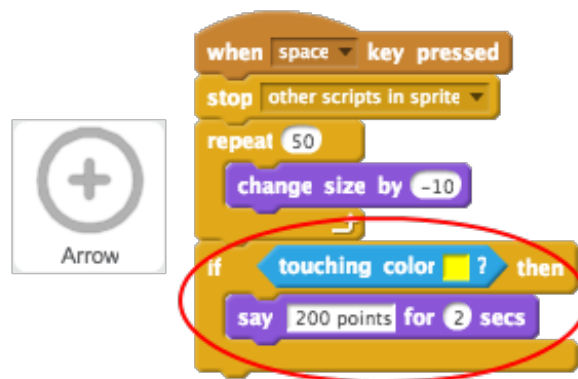 when space key pressed
stop other scripts in sprite
repeat 50
change size by -10
Arrow
if touching color ? then
say 200 points for 2 secs